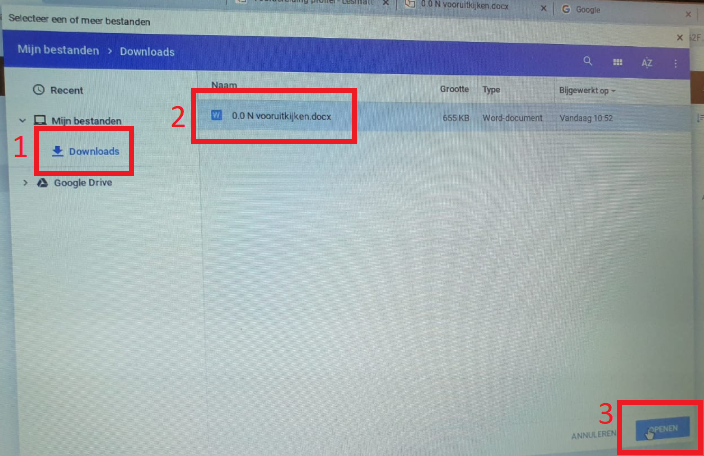 0.0 N vooruitkijken.docx
Google
Selecteer een of meer bestanden
Mijn bestanden > Downloads
AZ
Recent
Mijn bestanden
1
Downloads
Google Drive
Naam Grootte Type Bijgewerkt op
2
W 0.0 N vooruitkijken.docx 655 KB Word-document Vandaag 10:52
3
ANNULEREN OPENEN